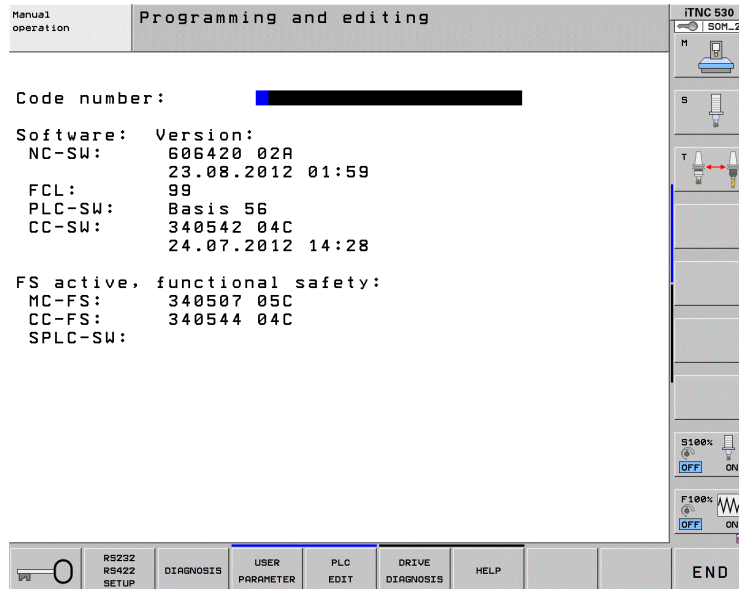 Manual
operation
Programming and editing
iTNC 530
SOM_2
Code number:
Software: Version:
NC-SW: 606420 02A
23.08.2012 01:59
FCL: 99
PLC-SW: Basis 56
CC-SW: 340542 04C
24.07.2012 14:28
FS active, functional safety:
MC-FS: 340507 05C
CC-FS: 340544 04C
SPLC-SW:
M
S
T
S100%
OFF ON
F100%
OFF ON
RS232
RS422
SETUP
DIAGNOSIS
USER
PARAMETER
PLC
EDIT
DRIVE
DIAGNOSIS
HELP
END